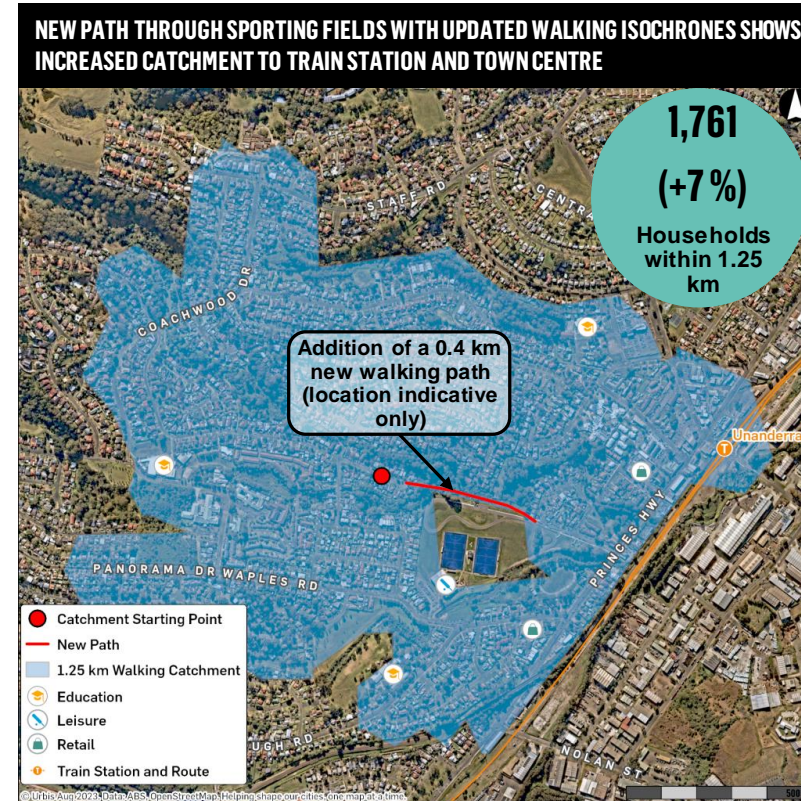 NEW PATH THROUGH SPORTING FIELDS WITH UPDATED WALKING ISOCHRONES SHOWS
INCREASED CATCHMENT TO TRAIN STATION AND TOWN CENTRE
1,761
(+7 %)
Households
within 1.25
km
STAFF RD
CENTRA
COACHWOOD DR
Addition of a 0.4 km
new walking path
(location indicative
only)
Unanderra
T
PRINCES HWY
PANORAMA DR WAPLES RD
Catchment Starting Point
New Path
1.25 km Walking Catchment
Education
Leisure
Retail
T Train Station and Route
UGH RD
NOLAN ST
500
© Urbis Aug 2023, Data: ABS, OpenStreetMap, Helping shape our cities, one map at a time.